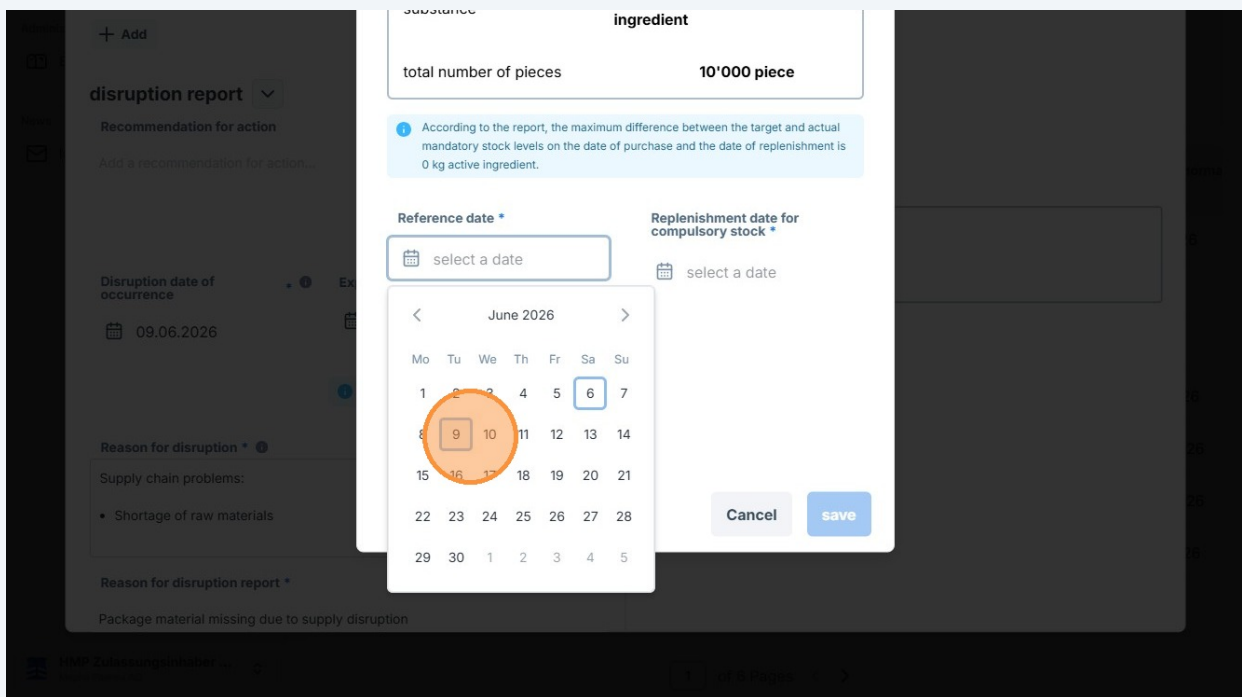 + Add
disruption report
Recommendation for action
Add a recommendation for action...
Disruption date of
occurrence *
Ex
09.06.2026
Reason for disruption *
Supply chain problems:
• Shortage of raw materials
Reason for disruption report *
Package material missing due to supply disruption
substance
ingredient
total number of pieces 10'000 piece
According to the report, the maximum difference between the target and actual
mandatory stock levels on the date of purchase and the date of replenishment is
0 kg active ingredient.
Reference date *
select a date
Replenishment date for
compulsory stock *
select a date
June 2026
Mo Tu We Th Fr Sa Su
1 2 3 4 5 6 7
8 9 10 11 12 13 14
15 16 17 18 19 20 21
22 23 24 25 26 27 28
29 30 1 2 3 4 5
Cancel save
HMP Zulassungsinhaber
1 of 0 Pages